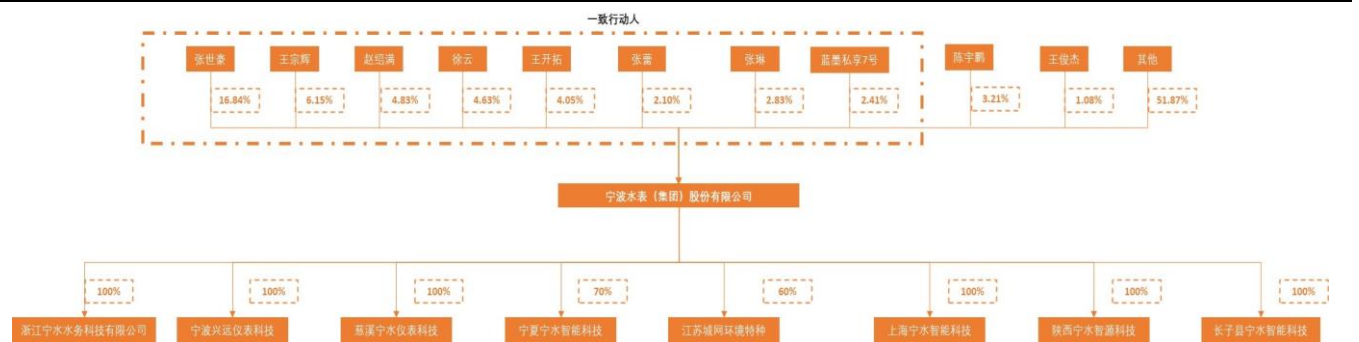 一致行动人
张世豪 王宗辉 赵绍满 徐云 王开拓 张蕾 张琳 蓝墨私享7号 陈宇鹏 王俊杰 其他
16.84% 6.15% 4.83% 4.63% 4.05% 2.10% 2.83% 2.41% 3.21% 1.08% 51.87%
宁波水表（集团）股份有限公司
100% 100% 100% 70% 60% 100% 100% 100%
浙江宁水水务科技有限公司 宁波兴远仪表科技 慈溪宁水仪表科技 宁夏宁水智能科技 江苏城网环境特种 上海宁水智能科技 陕西宁水智源科技 长子县宁水智能科技